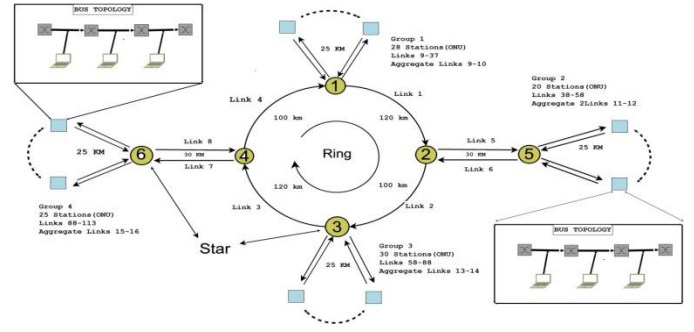 BUS TOPOLOGY
25 KM
Group 1
28 Stations(ONU)
Links 9-37
Aggregate Links 9-10
1
Link 4
Link 1
100 km
120 km
Group 2
20 Stations(ONU)
Links 38-58
Aggregate 2Links 11-12
25 KM
6
Link 8
30 KM
Link 7
4
Ring
2
Link 5
30 KM
Link 6
5
25 KM
120 km
100 km
Link 3
Link 2
Group 4
25 Stations(ONU)
Links 88-113
Aggregate Links 15-16
Star
3
25 KM
Group 3
30 Stations(ONU)
Links 58-88
Aggregate Links 13-14
BUS TOPOLOGY